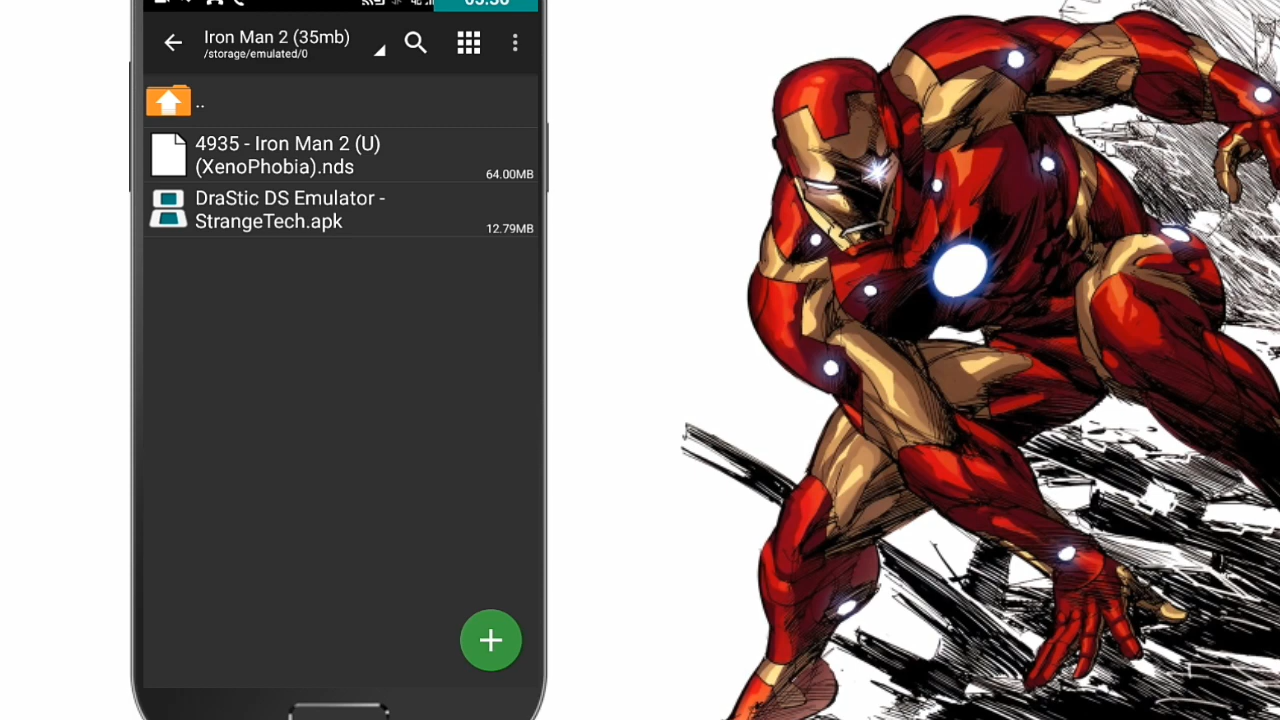 Iron Man 2 (35mb)
/storage/emulated/0
..
4935 - Iron Man 2 (U)
(XenoPhobia).nds
64.00MB
DraStic DS Emulator -
StrangeTech.apk
12.79MB